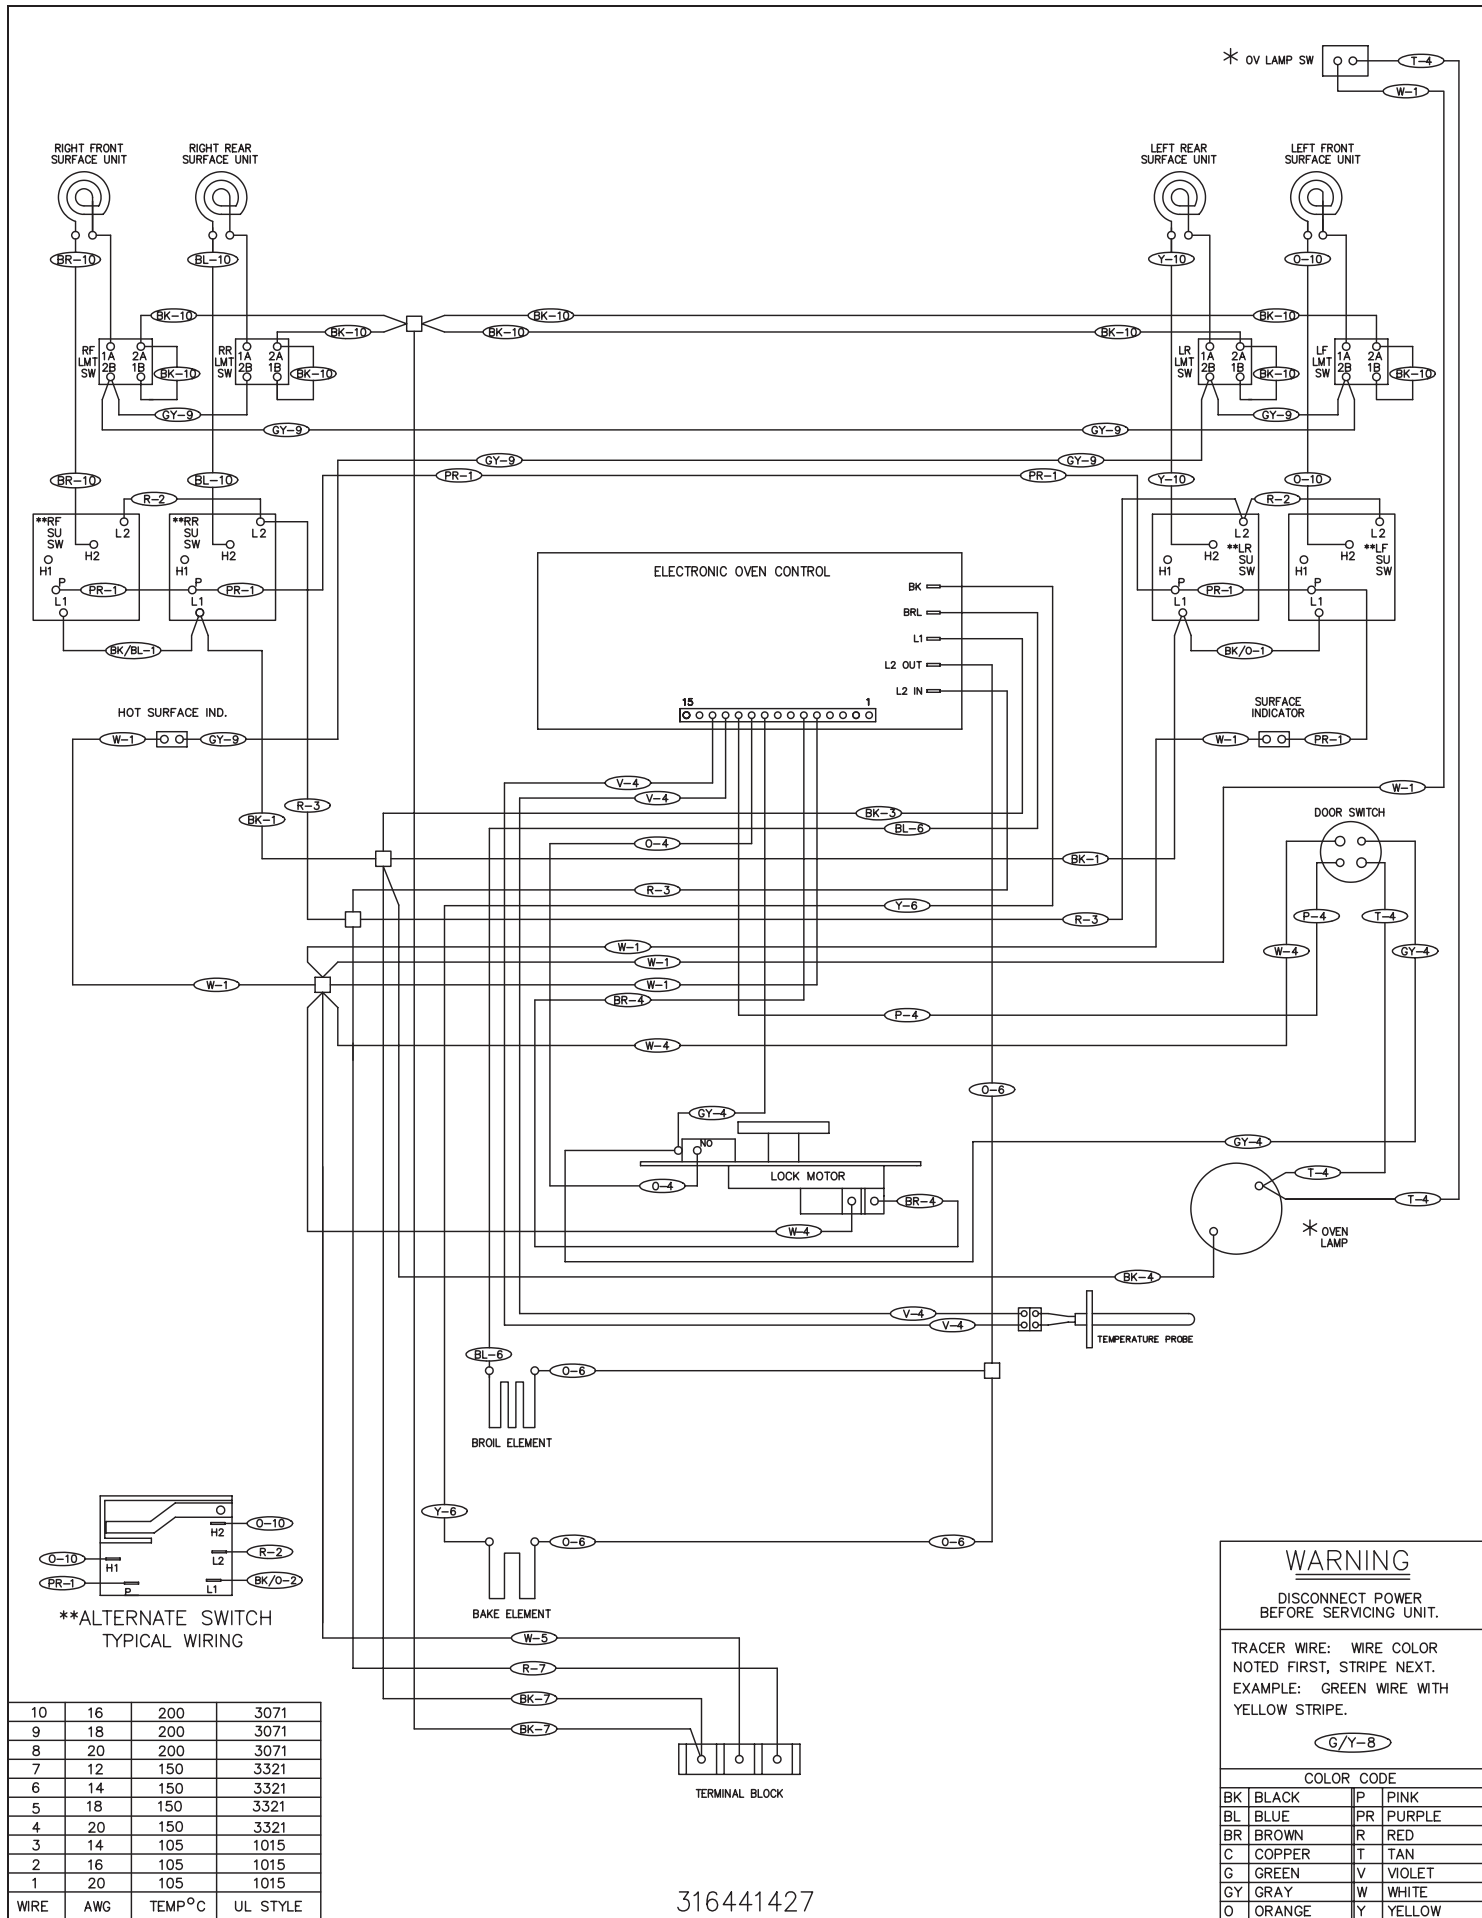 OV LAMP SW
T-4
W-1
RIGHT FRONT
SURFACE UNIT
RIGHT REAR
SURFACE UNIT
LEFT REAR
SURFACE UNIT
LEFT FRONT
SURFACE UNIT
BR-10
BL-10
Y-10
O-10
BK-10
BK-10
BK-10
BK-10
BK-10
BK-10
RF
LMT
SW
1A
2B
2A
1B
BK-10
RR
LMT
SW
1A
2B
2A
1B
BK-10
LR
LMT
SW
1A
2B
2A
1B
BK-10
LF
LMT
SW
1A
2B
2A
1B
BK-10
GY-9
GY-9
GY-9
GY-9
GY-9
GY-9
PR-1
PR-1
BR-10
BL-10
Y-10
O-10
R-2
R-2
**RF
SU
SW
L2
H2
H1
P
L1
PR-1
**RR
SU
SW
L2
H2
H1
P
L1
PR-1
L2
H2
**LR
SU
SW
H1
P
L1
PR-1
L2
H2
**LF
SU
SW
H1
P
L1
BK/BL-1
BK/O-1
ELECTRONIC OVEN CONTROL
BK
BRL
L1
L2 OUT
L2 IN
15
1
HOT SURFACE IND.
W-1
GY-9
SURFACE
INDICATOR
W-1
PR-1
V-4
V-4
W-1
R-3
BK-1
BK-3
BL-6
DOOR SWITCH
O-4
BK-1
R-3
Y-6
R-3
P-4
T-4
W-1
W-4
GY-4
W-1
W-1
W-1
BR-4
P-4
W-4
O-6
GY-4
NO
GY-4
LOCK MOTOR
O-4
BR-4
T-4
T-4
W-4
OVEN
LAMP
BK-4
V-4
V-4
TEMPERATURE PROBE
BL-6
O-6
BROIL ELEMENT
Y-6
O-6
O-6
BAKE ELEMENT
H2
O-10
O-10
H1
L2
R-2
PR-1
P
L1
BK/O-2
**ALTERNATE SWITCH
TYPICAL WIRING
W-5
R-7
BK-7
BK-7
TERMINAL BLOCK
WARNING
DISCONNECT POWER
BEFORE SERVICING UNIT.
TRACER WIRE: WIRE COLOR
NOTED FIRST, STRIPE NEXT.
EXAMPLE: GREEN WIRE WITH
YELLOW STRIPE.
G/Y-8
COLOR CODE
BK BLACK P PINK
BL BLUE PR PURPLE
BR BROWN R RED
C COPPER T TAN
G GREEN V VIOLET
GY GRAY W WHITE
O ORANGE Y YELLOW
10 16 200 3071
9 18 200 3071
8 20 200 3071
7 12 150 3321
6 14 150 3321
5 18 150 3321
4 20 150 3321
3 14 105 1015
2 16 105 1015
1 20 105 1015
WIRE AWG TEMP°C UL STYLE
316441427